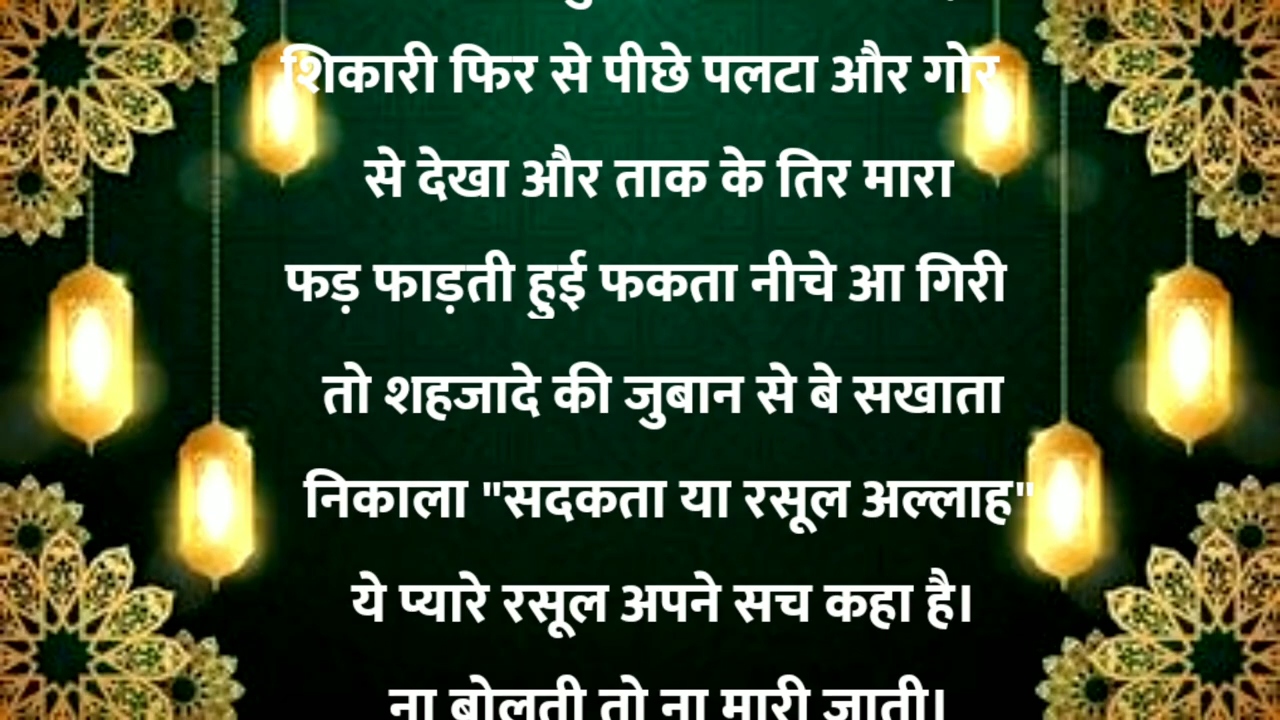 शिकारी फिर से पीछे पलटा और गोर
से देखा और ताक के तिर मारा
फड़ फाड़ती हुई फकता नीचे आ गिरी
तो शहजादे की जुबान से बे सखाता
निकाला "सदकता या रसूल अल्लाह"
ये प्यारे रसूल अपने सच कहा है।
ना बोलती तो ना मारी जाती।